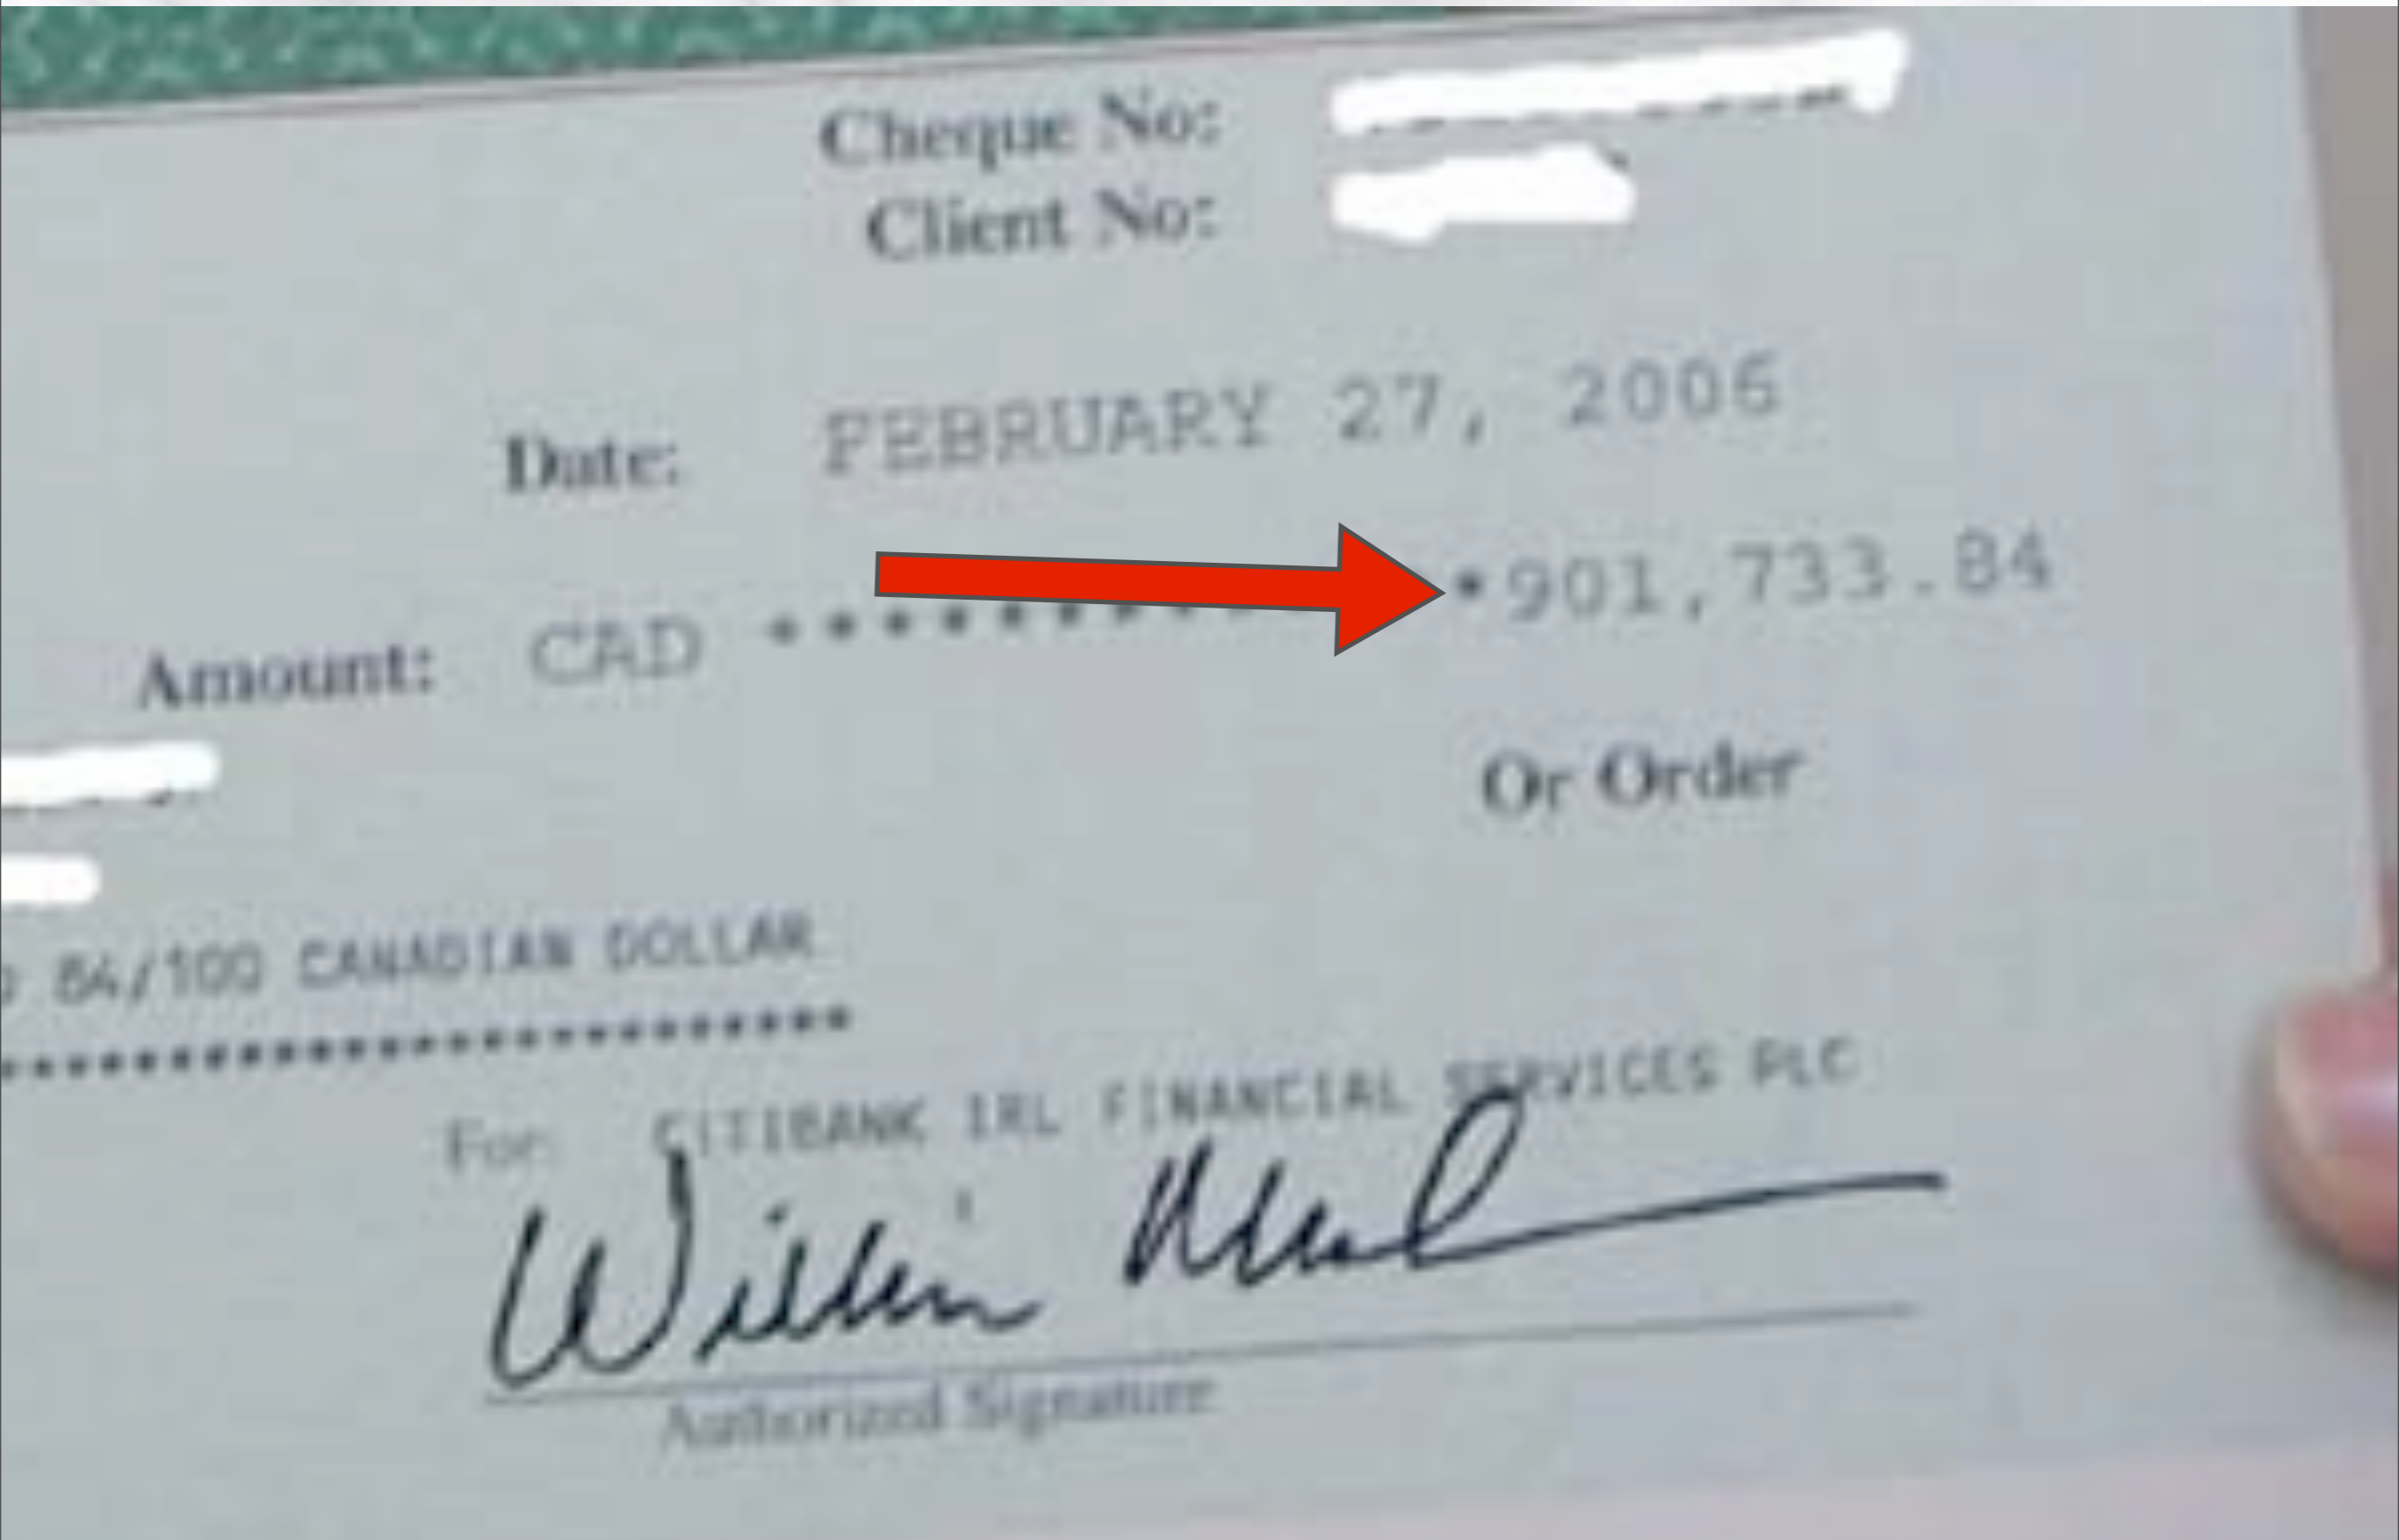 Cheque No:
Client No:
Date: FEBRUARY 27, 2006
Amount: CAD ***********901,733.84
Or Order
84/100 CANADIAN DOLLAR
************************
For: CITIBANK IRL FINANCIAL SERVICES PLC
Authorized Signature